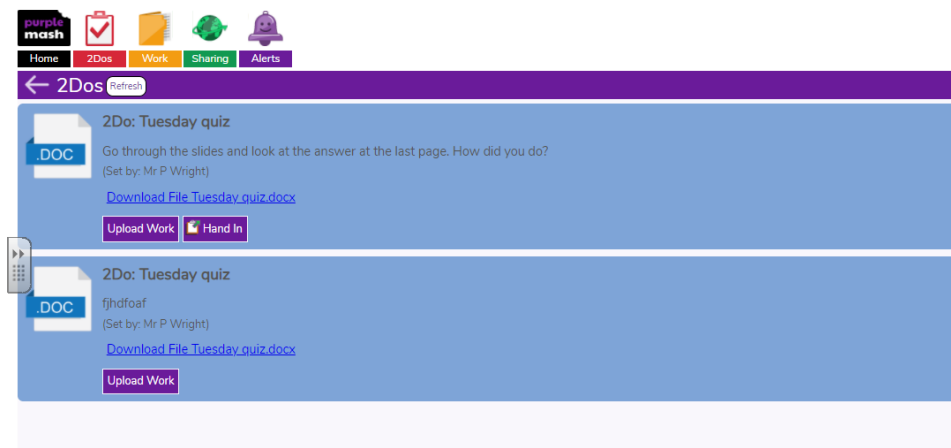 purple
mash
Home 2Dos Work Sharing Alerts
2Dos Refresh
2Do: Tuesday quiz
.DOC
Go through the slides and look at the answer at the last page. How did you do?
(Set by: Mr P Wright)
Download File Tuesday quiz.docx
Upload Work Hand In
2Do: Tuesday quiz
.DOC
fjhdfoaf
(Set by: Mr P Wright)
Download File Tuesday quiz.docx
Upload Work